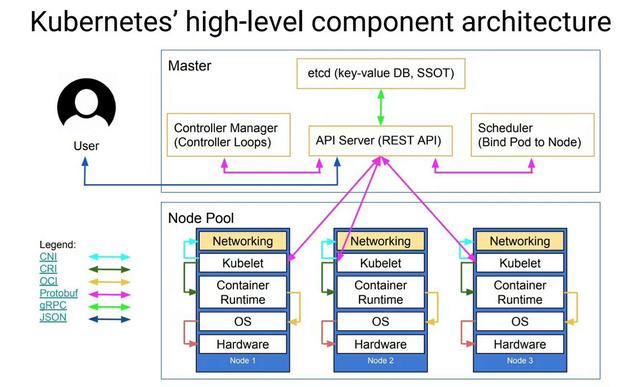 Kubernetes' high-level component architecture
Master
etcd (key-value DB, SSOT)
Controller Manager
(Controller Loops)
API Server (REST API)
Scheduler
(Bind Pod to Node)
User
Node Pool
Legend:
CNI
CRI
OCI
Protobuf
gRPC
JSON
Networking
Kubelet
Container
Runtime
OS
Hardware
Node 1
Networking
Kubelet
Container
Runtime
OS
Hardware
Node 2
Networking
Kubelet
Container
Runtime
OS
Hardware
Node 3